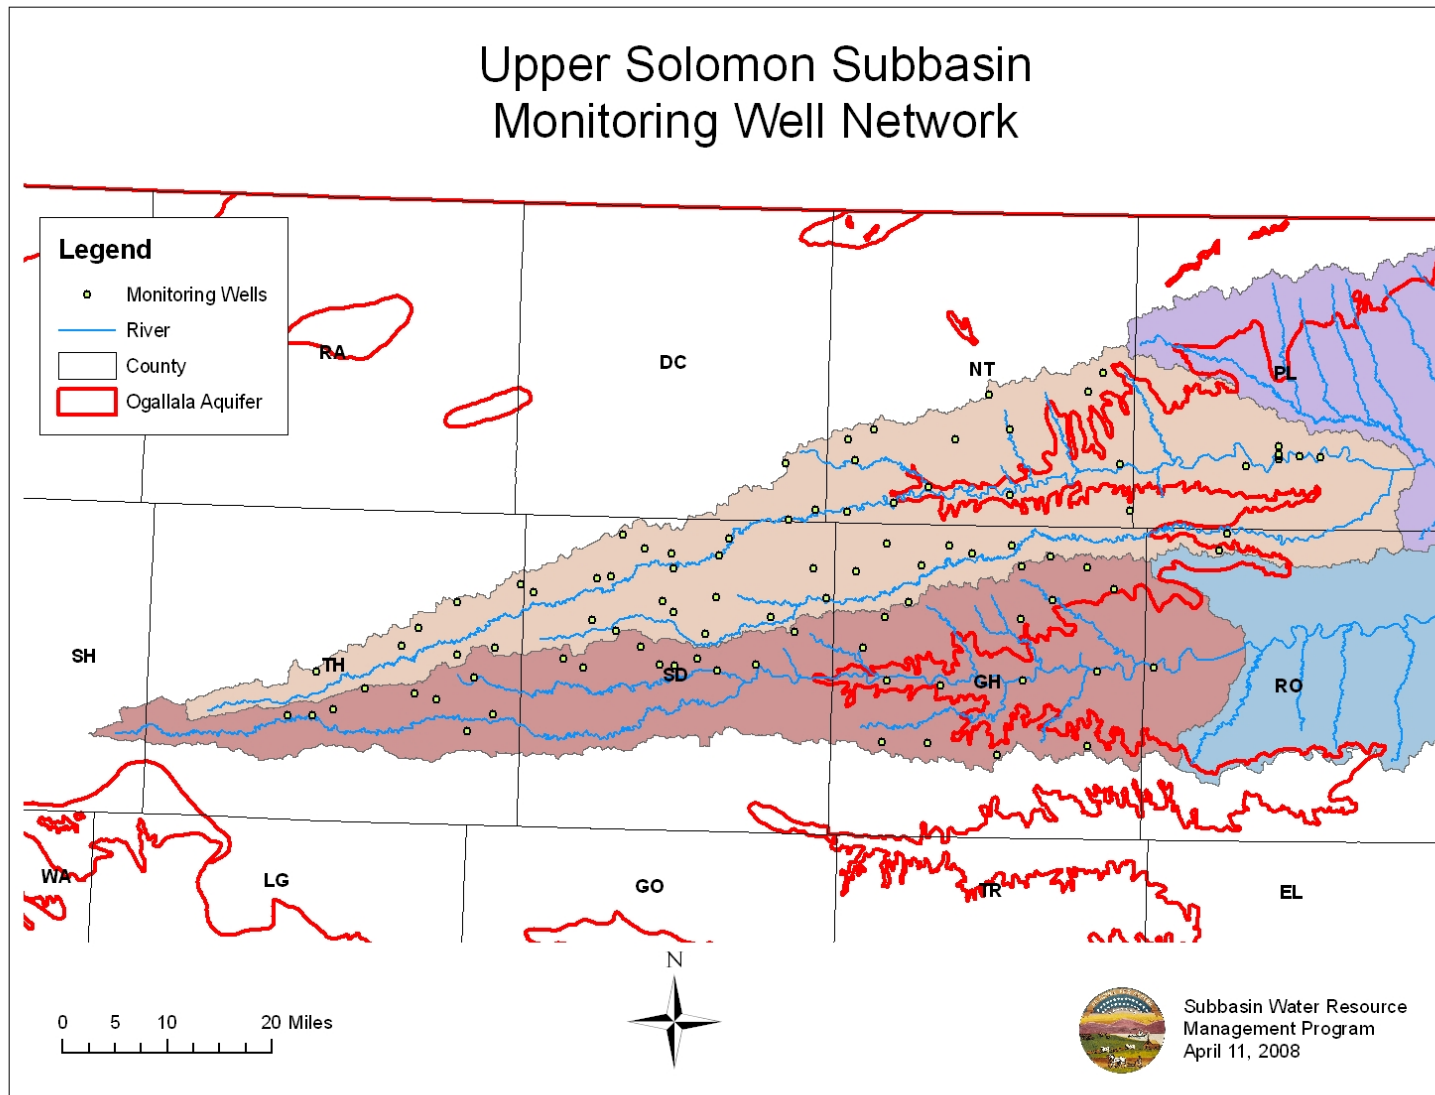 Upper Solomon Subbasin
Monitoring Well Network
Legend
Monitoring Wells
River
County
Ogallala Aquifer
RA
DC
NT
PL
SH
TH
SD
GH
RO
WA
LG
GO
TR
EL
N
0 5 10 20 Miles
Subbasin Water Resource
Management Program
April 11, 2008